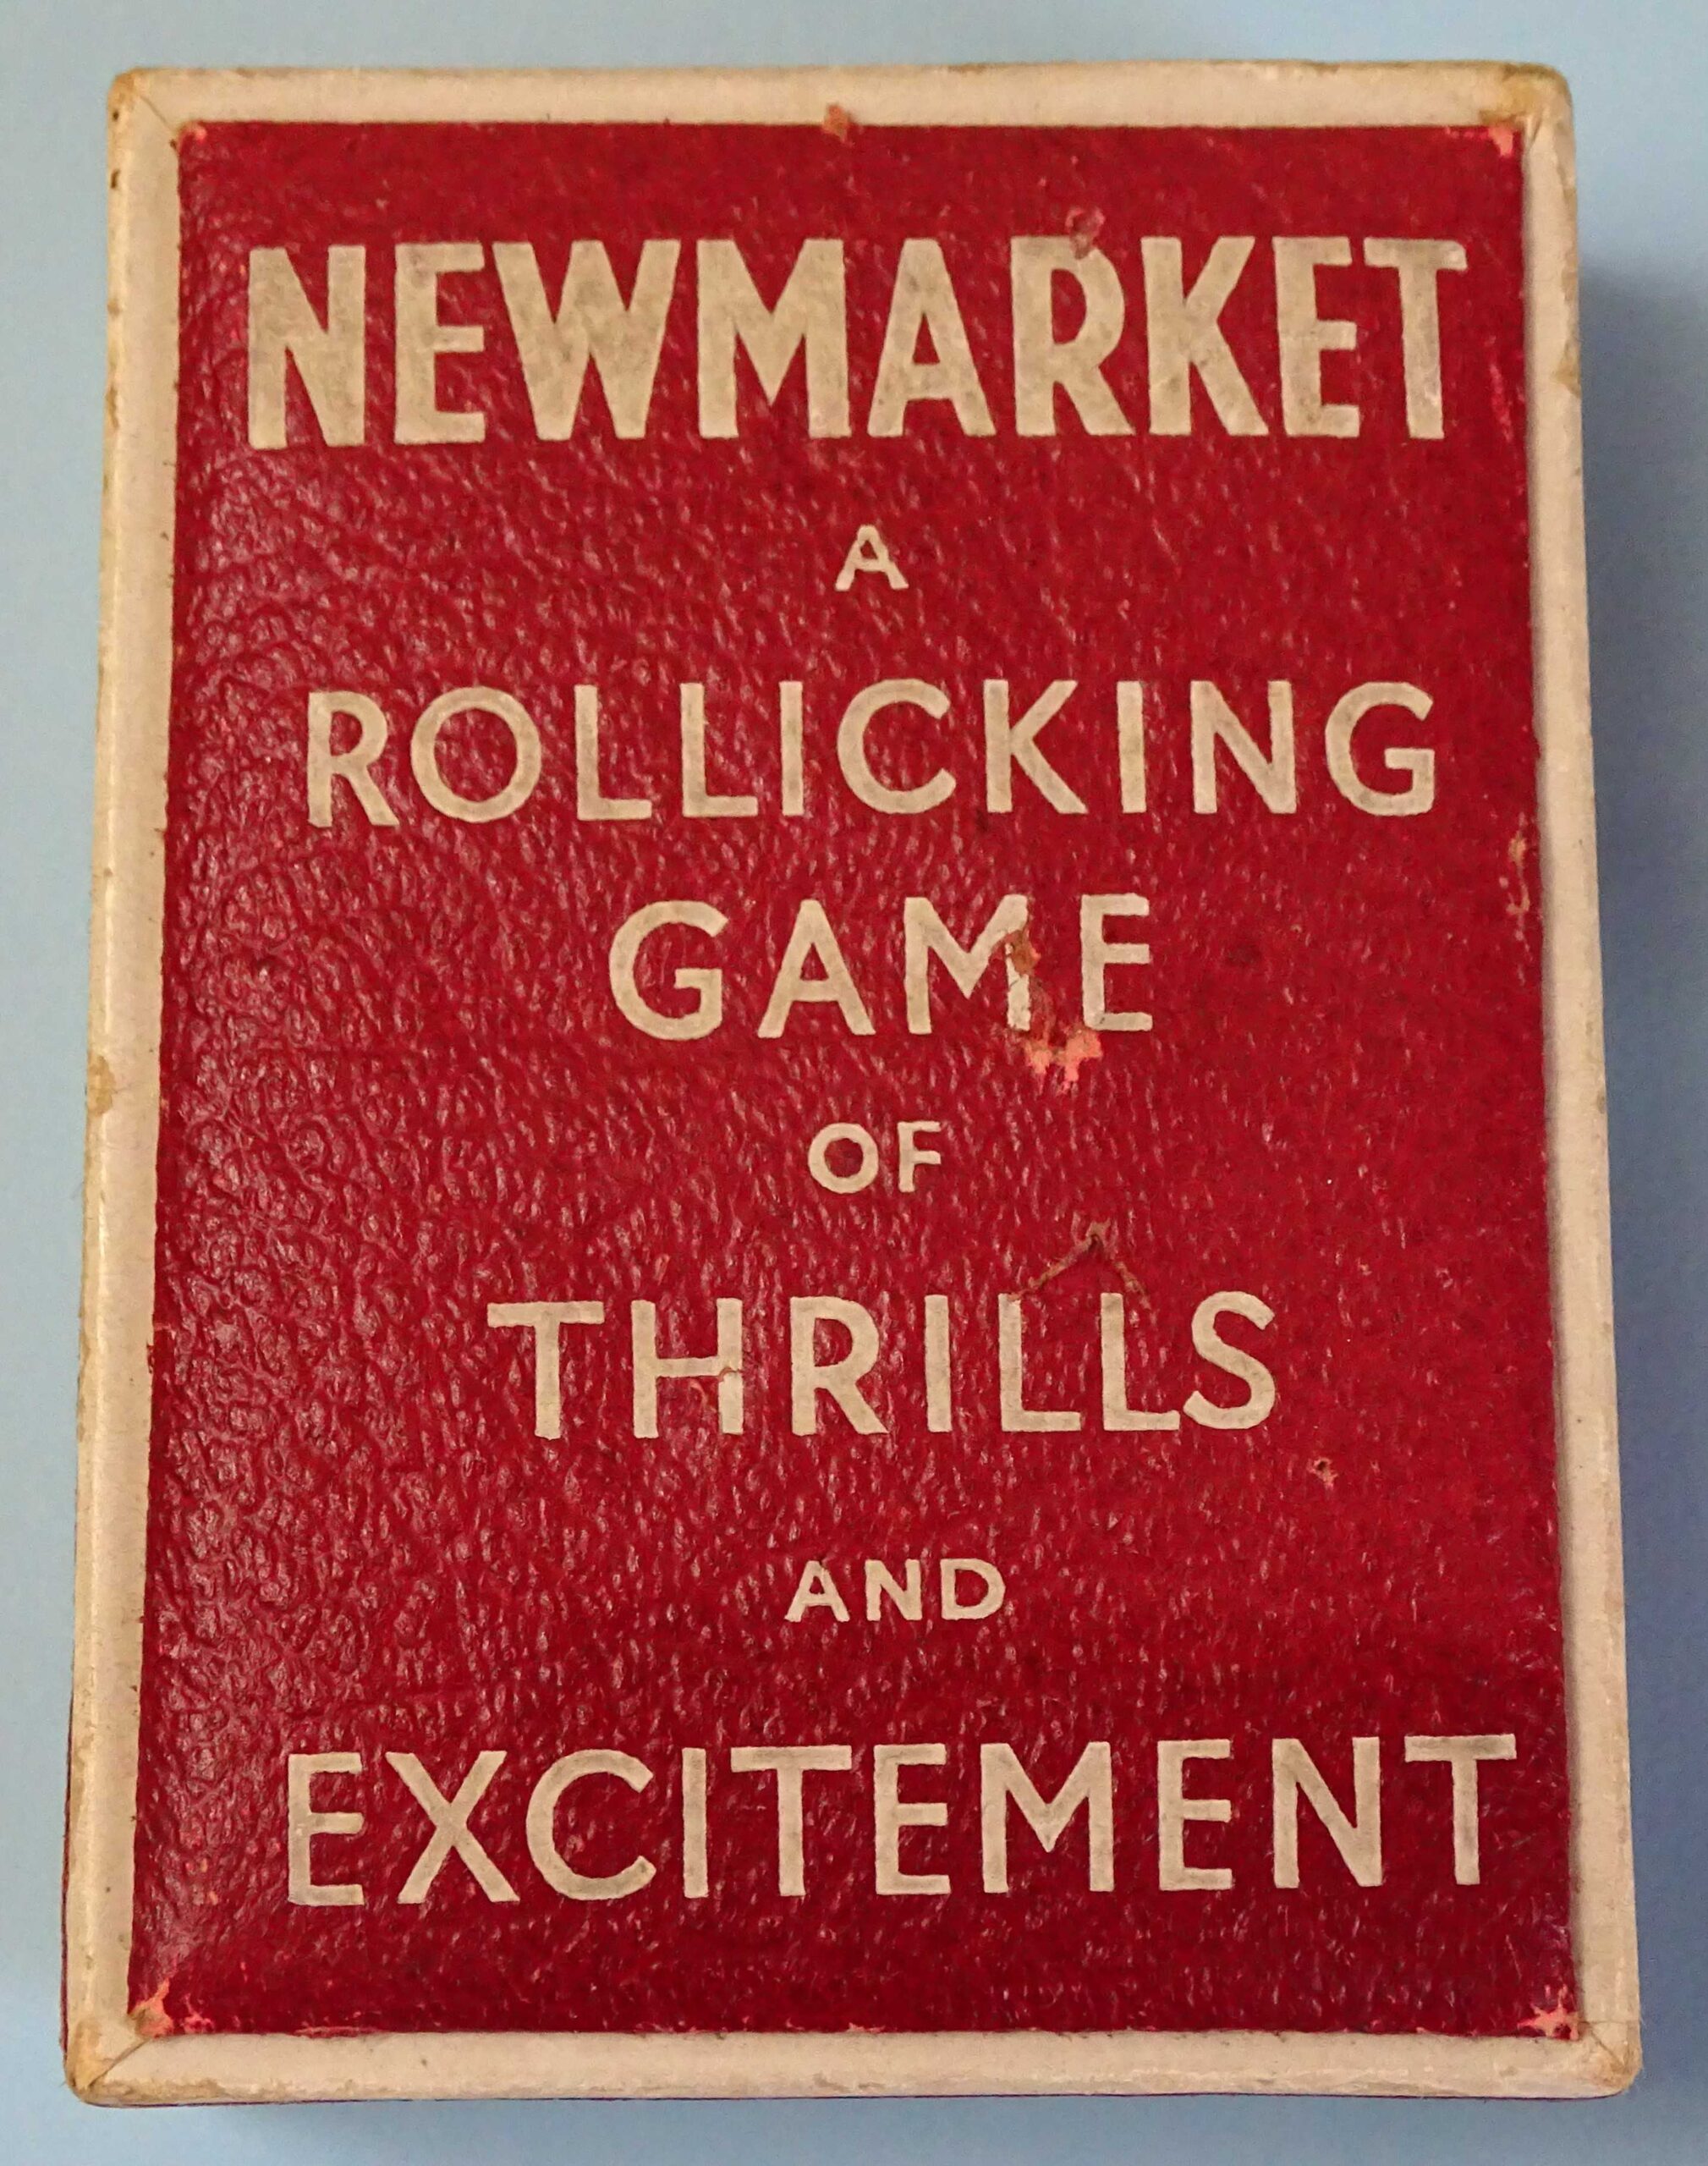 NEWMARKET
A
ROLLICKING
GAME
OF
THRILLS
AND
EXCITEMENT